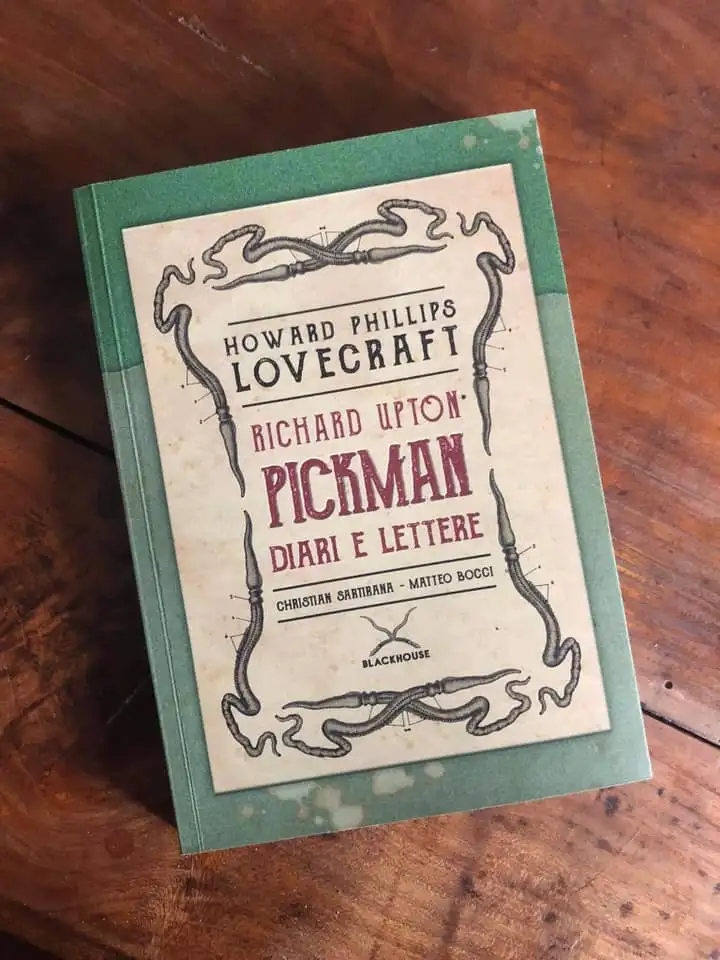 HOWARD PHILLIPS
LOVECRAFT
RICHARD UPTON
PICKMAN
DIARI E LETTERE
CHRISTIAN SARTIRANA - MATTEO BOCCI
BLACKHOUSE